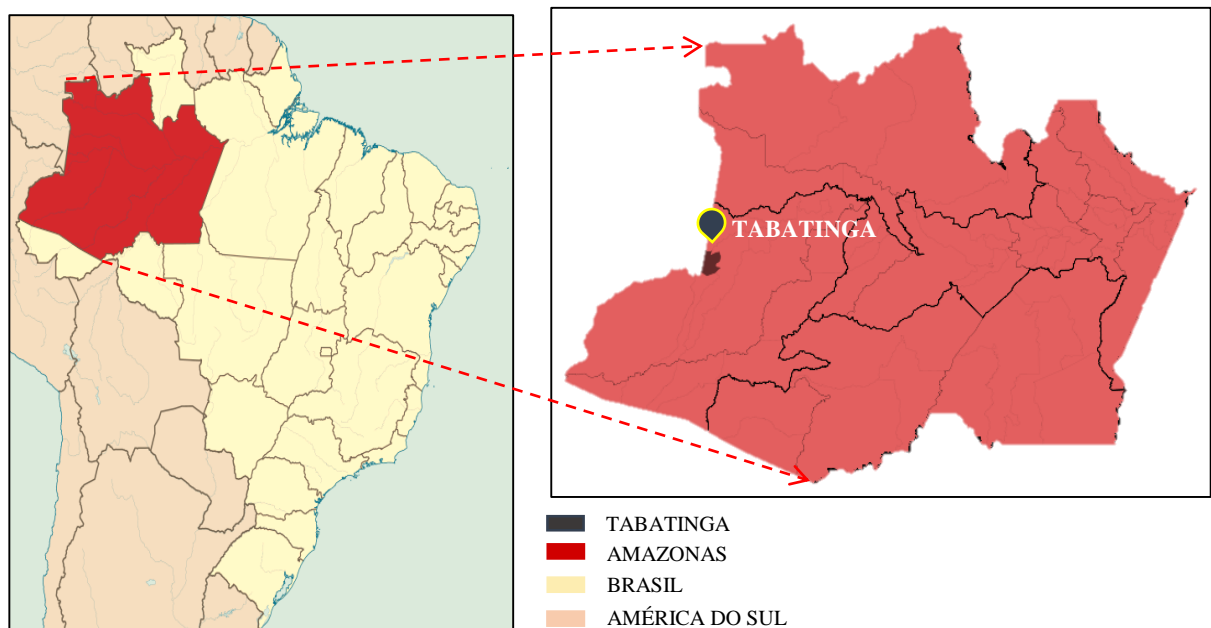 TABATINGA
TABATINGA
AMAZONAS
BRASIL
AMÉRICA DO SUL